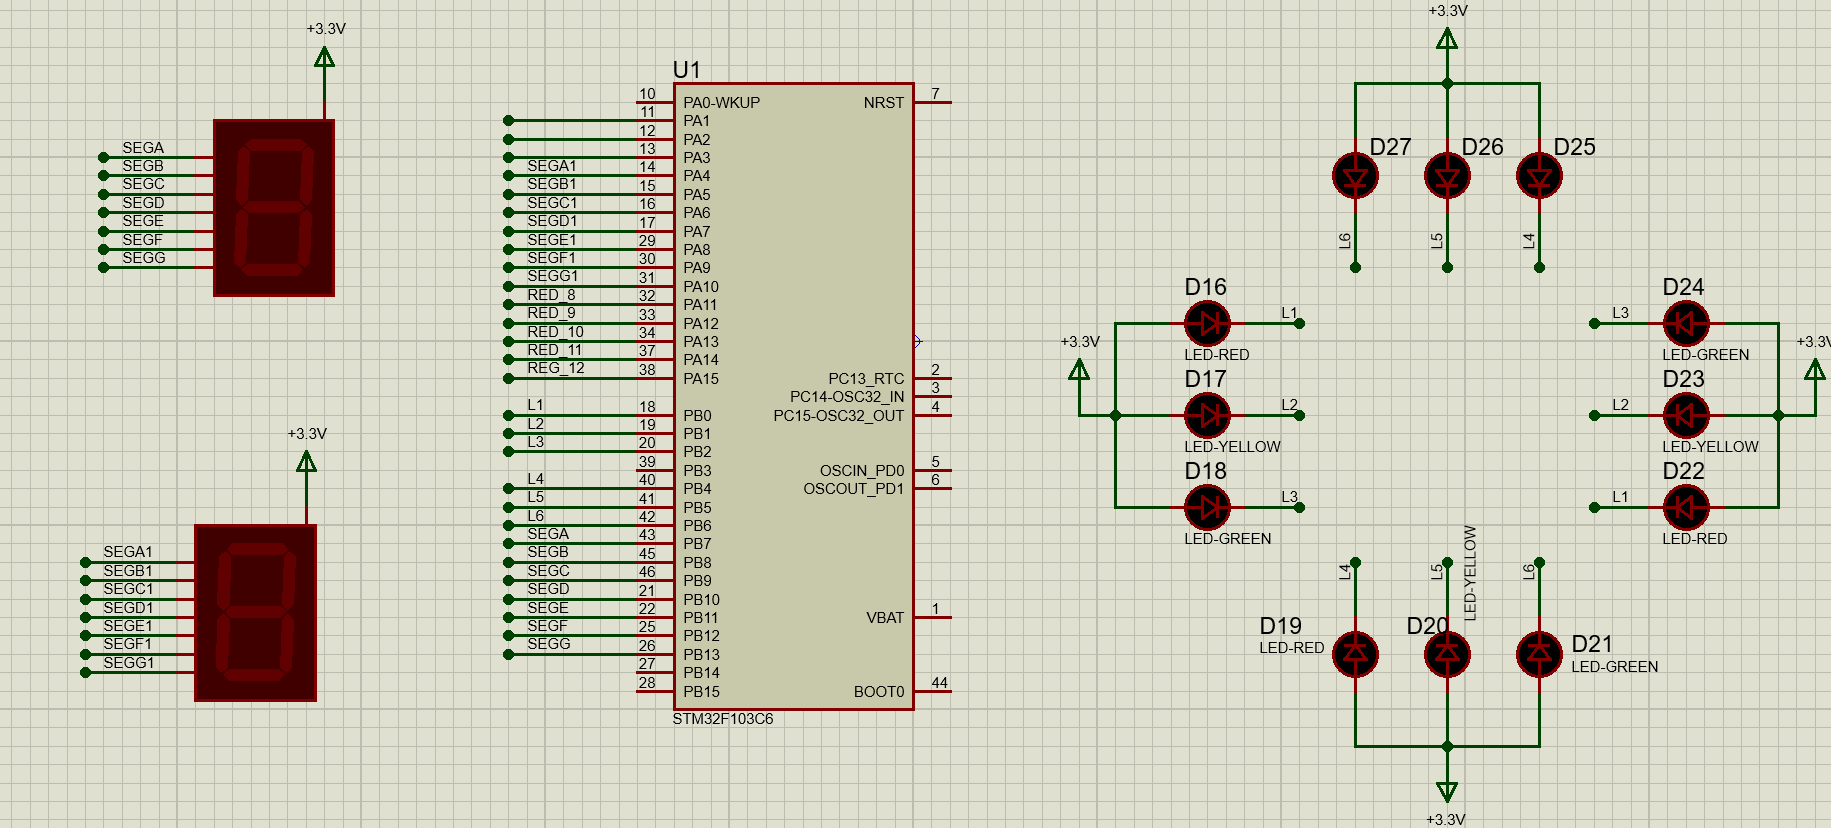 +3.3V
SEGA
SEGB
SEGC
SEGD
SEGE
SEGF
SEGG
+3.3V
SEGA1
SEGB1
SEGC1
SEGD1
SEGE1
SEGF1
SEGG1
U1
10 PA0-WKUP NRST 7
11 PA1
12 PA2
13 PA3
SEGA1 14 PA4
SEGB1 15 PA5
SEGC1 16 PA6
SEGD1 17 PA7
SEGE1 29 PA8
SEGF1 30 PA9
SEGG1 31 PA10
RED_8 32 PA11
RED_9 33 PA12
RED_10 34 PA13
RED_11 37 PA14
REG_12 38 PA15 PC13_RTC 2
PC14-OSC32_IN 3
L1 18 PB0 PC15-OSC32_OUT 4
L2 19 PB1
L3 20 PB2
39 PB3 OSCIN_PD0 5
L4 40 PB4 OSCOUT_PD1 6
L5 41 PB5
L6 42 PB6
SEGA 43 PB7
SEGB 45 PB8
SEGC 46 PB9
SEGD 21 PB10
SEGE 22 PB11 VBAT 1
SEGF 25 PB12
SEGG 26 PB13
27 PB14
28 PB15 BOOT0 44
STM32F103C6
+3.3V
D27 D26 D25
L6 L5 L4
+3.3V
D16 L1
LED-RED
D17 L2
LED-YELLOW
D18 L3
LED-GREEN
D24
L3
LED-GREEN
+3.3V
D23
L2
LED-YELLOW
D22
L1
LED-RED
L4 L5 L6
LED-YELLOW
D19
LED-RED
D20
D21
LED-GREEN
+3.3V